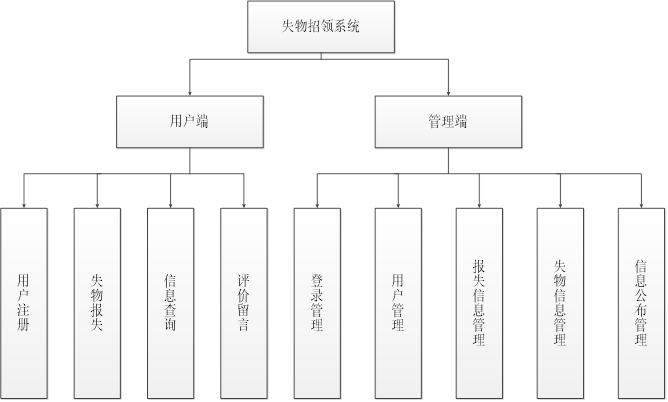 失物招领系统
用户端
管理端
用户注册
失物报失
信息查询
评价留言
登录管理
用户管理
报失信息管理
失物信息管理
信息公布管理